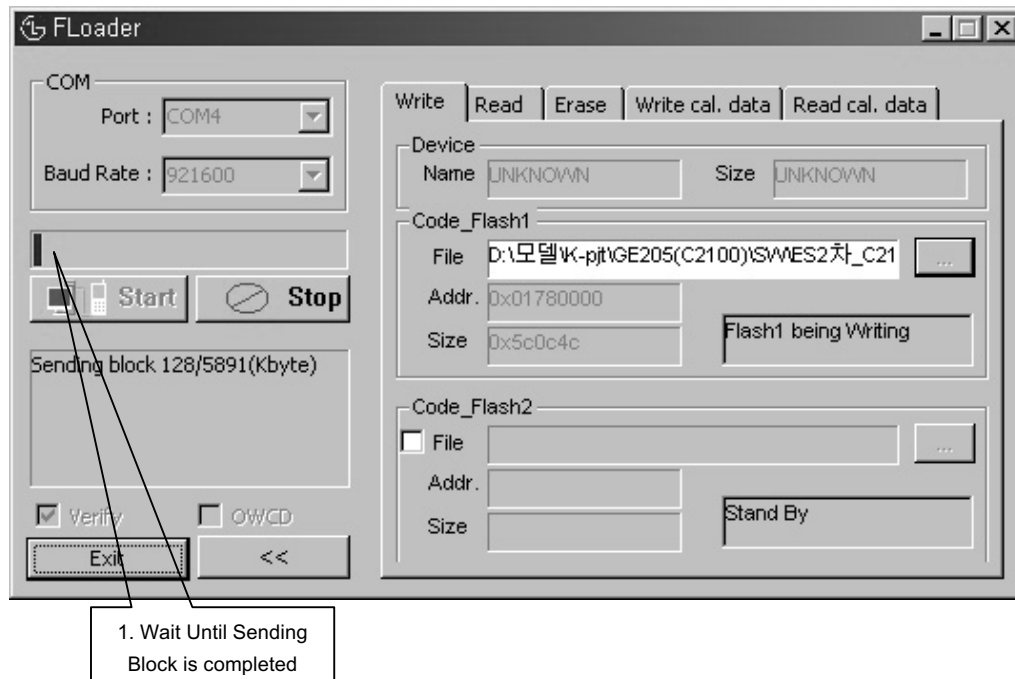 FLoader
COM
Port : COM4
Baud Rate : 921600
Start Stop
Sending block 128/5891(Kbyte)
Verify OWCD
Exit <<
Write Read Erase Write cal. data Read cal. data
Device
Name UNKNOWN Size UNKNOWN
Code_Flash1
File D:\모델\K-pjt\GE205(C2100)\SW\ES2차_C21 ...
Addr. 0x01780000
Size 0x5c0c4c
Flash1 being Writing
Code_Flash2
File ...
Addr.
Size
Stand By
1. Wait Until Sending
Block is completed